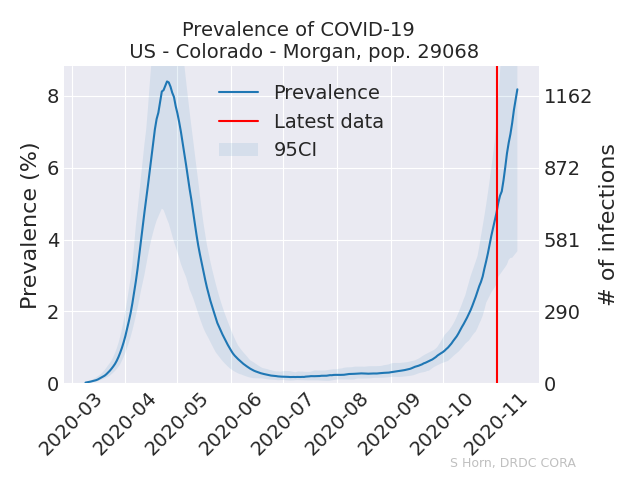 Prevalence of COVID-19
US - Colorado - Morgan, pop. 29068
Prevalence
Latest data
95CI
Prevalence (%)
8
6
4
2
0
# of infections
1162
872
581
290
0
2020-03
2020-04
2020-05
2020-06
2020-07
2020-08
2020-09
2020-10
2020-11
S Horn, DRDC CORA